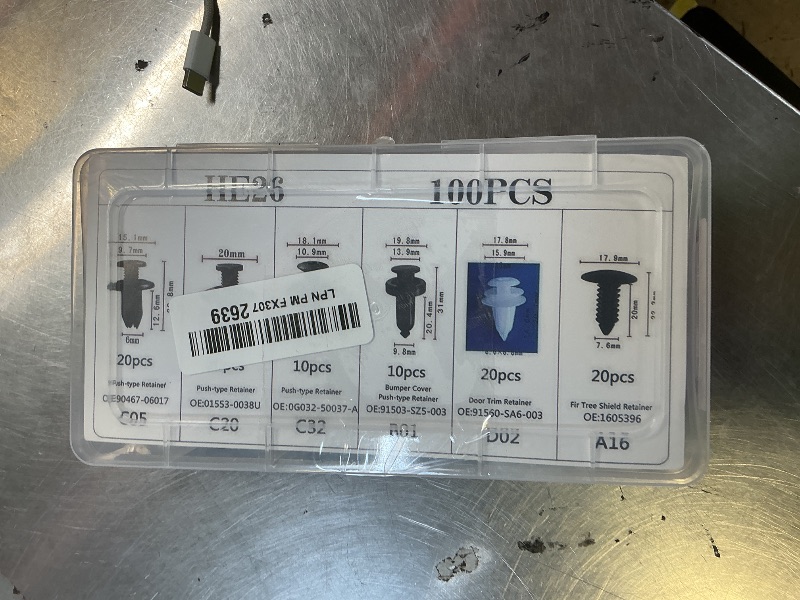 HE26 100PCS
15.1mm
9.7mm
12.6mm
6mm
20pcs
Push-type Retainer
OE90467-06017
C05
20mm
pcs
Push-type Retainer
OE:01553-0038U
C20
18.1mm
10.9mm
10pcs
Push-type Retainer
OE:0G032-50037-A
C32
19.8mm
13.9mm
20.4mm
31mm
9.8mm
10pcs
Bumper Cover
Push-type Retainer
OE:91503-SZ5-003
B01
17.8mm
15.9mm
20pcs
Door Trim Retainer
OE:91560-SA6-003
D02
17.9mm
20mm
7.6mm
20pcs
Fir Tree Shield Retainer
OE:1605396
A16
LPN PM FX307 2639